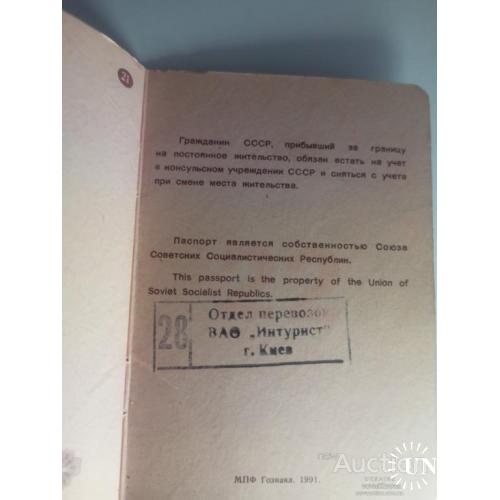 21
Гражданин СССР, прибывший за границу
на постоянное жительство, обязан встать на учет
в консульском учреждении СССР и сняться с учета
при смене места жительства.
Паспорт является собственностью Союза
Советских Социалистических Республик.
This passport is the property of the Union of
Soviet Socialist Republics.
28
Отдел перевозок
ВАО „Интурист"
г. Киев
МПФ Гознака. 1991.
Auction
UN